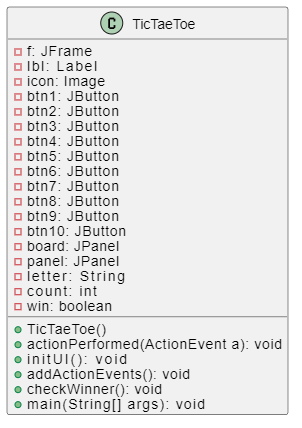 C TicTaeToe
f: JFrame
lbl: Label
icon: Image
btn1: JButton
btn2: JButton
btn3: JButton
btn4: JButton
btn5: JButton
btn6: JButton
btn7: JButton
btn8: JButton
btn9: JButton
btn10: JButton
board: JPanel
panel: JPanel
letter: String
count: int
win: boolean
TicTaeToe()
actionPerformed(ActionEvent a): void
initUI(): void
addActionEvents(): void
checkWinner(): void
main(String[] args): void